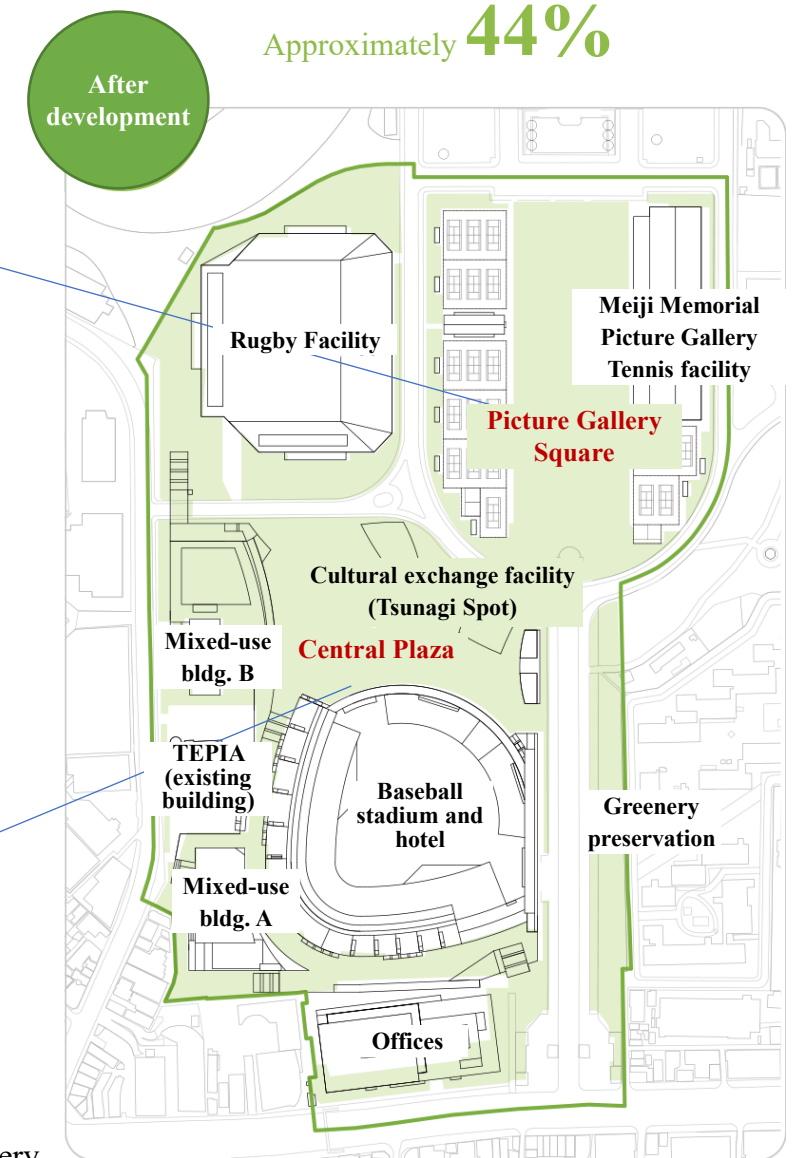 Approximately 44%
After
development
Rugby Facility
Meiji Memorial
Picture Gallery
Tennis facility
Picture Gallery
Square
Cultural exchange facility
(Tsunagi Spot)
Mixed-use
bldg. B
Central Plaza
TEPIA
(existing
building)
Baseball
stadium and
hotel
Greenery
preservation
Mixed-use
bldg. A
Offices